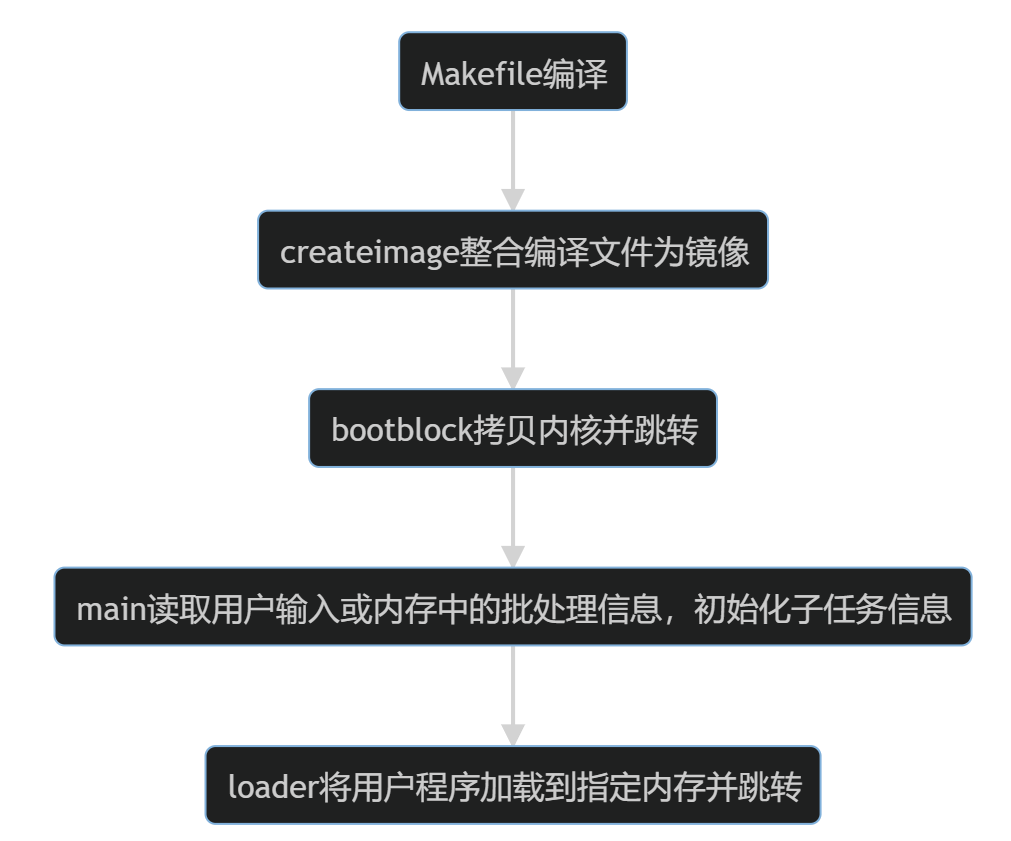 Makefile编译
createimage整合编译文件为镜像
bootblock拷贝内核并跳转
main读取用户输入或内存中的批处理信息，初始化子任务信息
loader将用户程序加载到指定内存并跳转